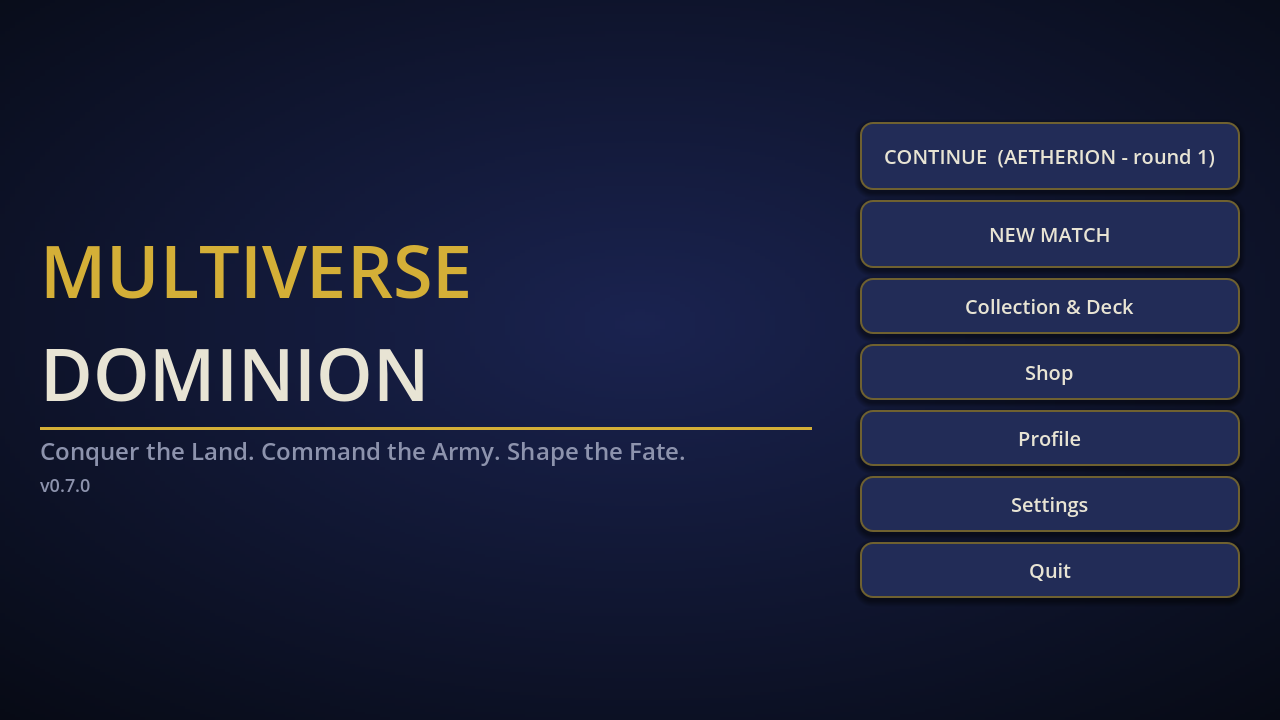 MULTIVERSE
DOMINION
Conquer the Land. Command the Army. Shape the Fate.
v0.7.0
CONTINUE  (AETHERION - round 1)
NEW MATCH
Collection & Deck
Shop
Profile
Settings
Quit